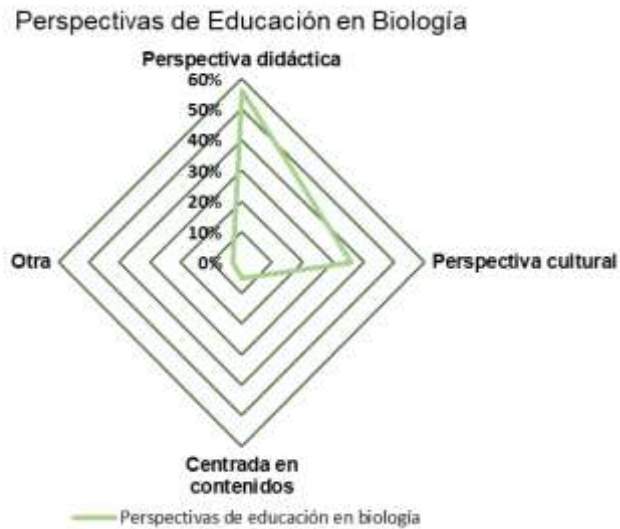 Perspectivas de Educación en Biología
Perspectiva didáctica
60%
50%
40%
30%
20%
10%
0%
Otra
Perspectiva cultural
Centrada en
contenidos
Perspectivas de educación en biología